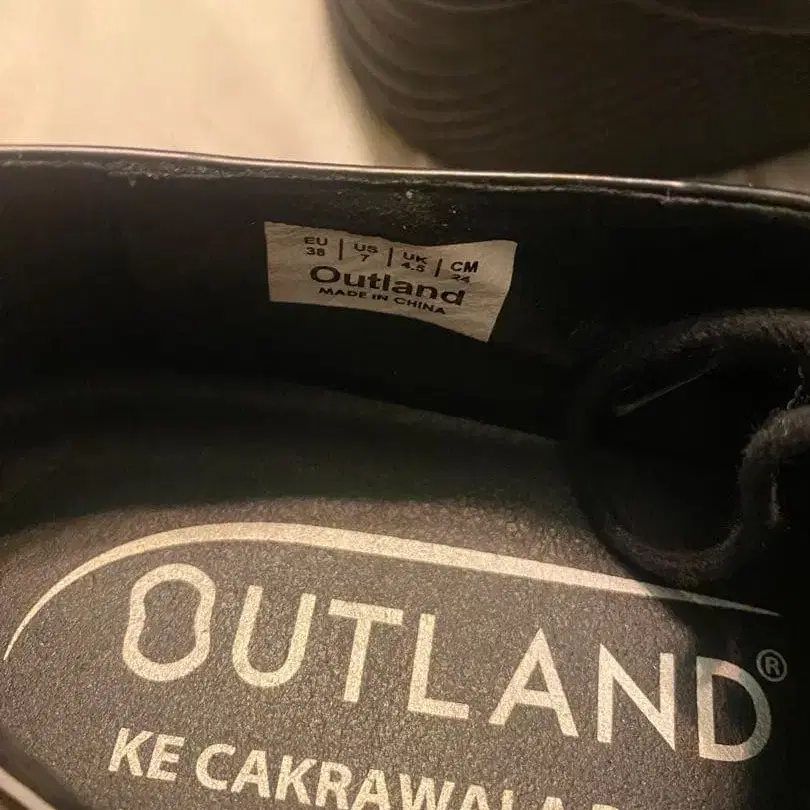 EU | US | UK | CM
38 | 7 | 4.5 | 24
Outland
MADE IN CHINA
OUTLAND®
KE CAKRAWALA